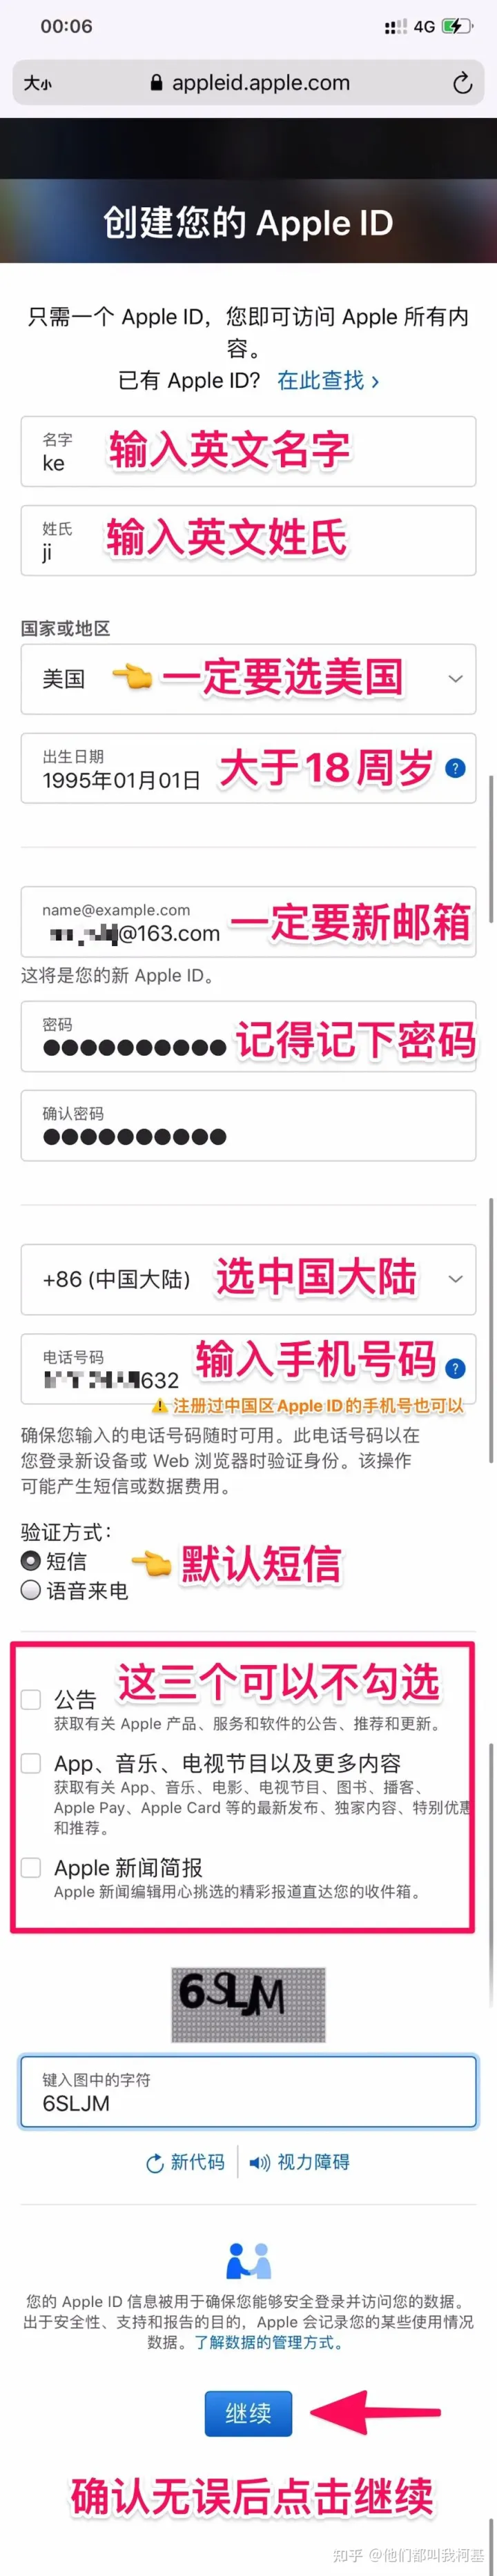 00:06 4G
大小 appleid.apple.com
创建您的 Apple ID
只需一个 Apple ID，您即可访问 Apple 所有内
容。
已有 Apple ID？ 在此查找 ›
名字
ke 输入英文名字
姓氏
ji 输入英文姓氏
国家或地区
美国 👈 一定要选美国
出生日期
1995年01月01日 大于18周岁 ?
name@example.com
@163.com 一定要新邮箱
这将是您的新 Apple ID。
密码
●●●●●●●●●● 记得记下密码
确认密码
●●●●●●●●●●
+86 (中国大陆) 选中国大陆
电话号码
632 输入手机号码 ?
⚠️ 注册过中国区Apple ID的手机号也可以
确保您输入的电话号码随时可用。此电话号码以在
您登录新设备或 Web 浏览器时验证身份。该操作
可能产生短信或数据费用。
验证方式：
短信 👈 默认短信
语音来电
这三个可以不勾选
公告
获取有关 Apple 产品、服务和软件的公告、推荐和更新。
App、音乐、电视节目以及更多内容
获取有关 App、音乐、电影、电视节目、图书、播客、
Apple Pay、Apple Card 等的最新发布、独家内容、特别优惠
和推荐。
Apple 新闻简报
Apple 新闻编辑用心挑选的精彩报道直达您的收件箱。
6SLJM
键入图中的字符
6SLJM
新代码 视力障碍
您的 Apple ID 信息被用于确保您能够安全登录并访问您的数据。
出于安全性、支持和报告的目的，Apple 会记录您的某些使用情况
数据。了解数据的管理方式。
继续
确认无误后点击继续
知乎 @他们都叫我柯基